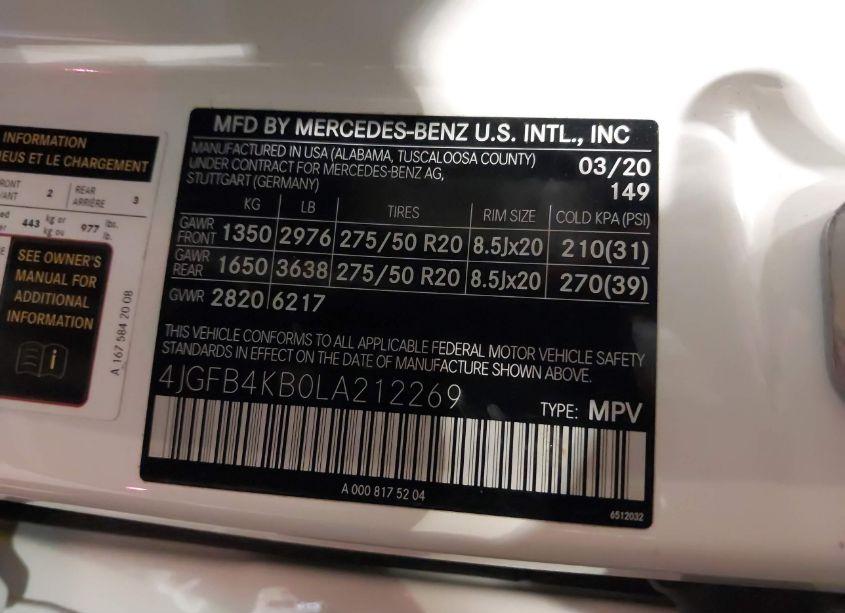 INFORMATION
EUS ET LE CHARGEMENT
RONT 2 REAR 3
ANT ARRIÈRE
443 kg or 977 lbs.
kg ou lb.
SEE OWNER'S
MANUAL FOR
ADDITIONAL
INFORMATION
A 167 584 20 08
MFD BY MERCEDES-BENZ U.S. INTL., INC
MANUFACTURED IN USA (ALABAMA, TUSCALOOSA COUNTY) 03/20
UNDER CONTRACT FOR MERCEDES-BENZ AG, 149
STUTTGART (GERMANY)
KG LB TIRES RIM SIZE COLD KPA (PSI)
GAWR FRONT 1350 2976 275/50 R20 8.5Jx20 210(31)
GAWR REAR 1650 3638 275/50 R20 8.5Jx20 270(39)
GVWR 2820 6217
THIS VEHICLE CONFORMS TO ALL APPLICABLE FEDERAL MOTOR VEHICLE SAFETY
STANDARDS IN EFFECT ON THE DATE OF MANUFACTURE SHOWN ABOVE.
4JGFB4KB0LA212269 TYPE: MPV
A 000 817 52 04
6512032